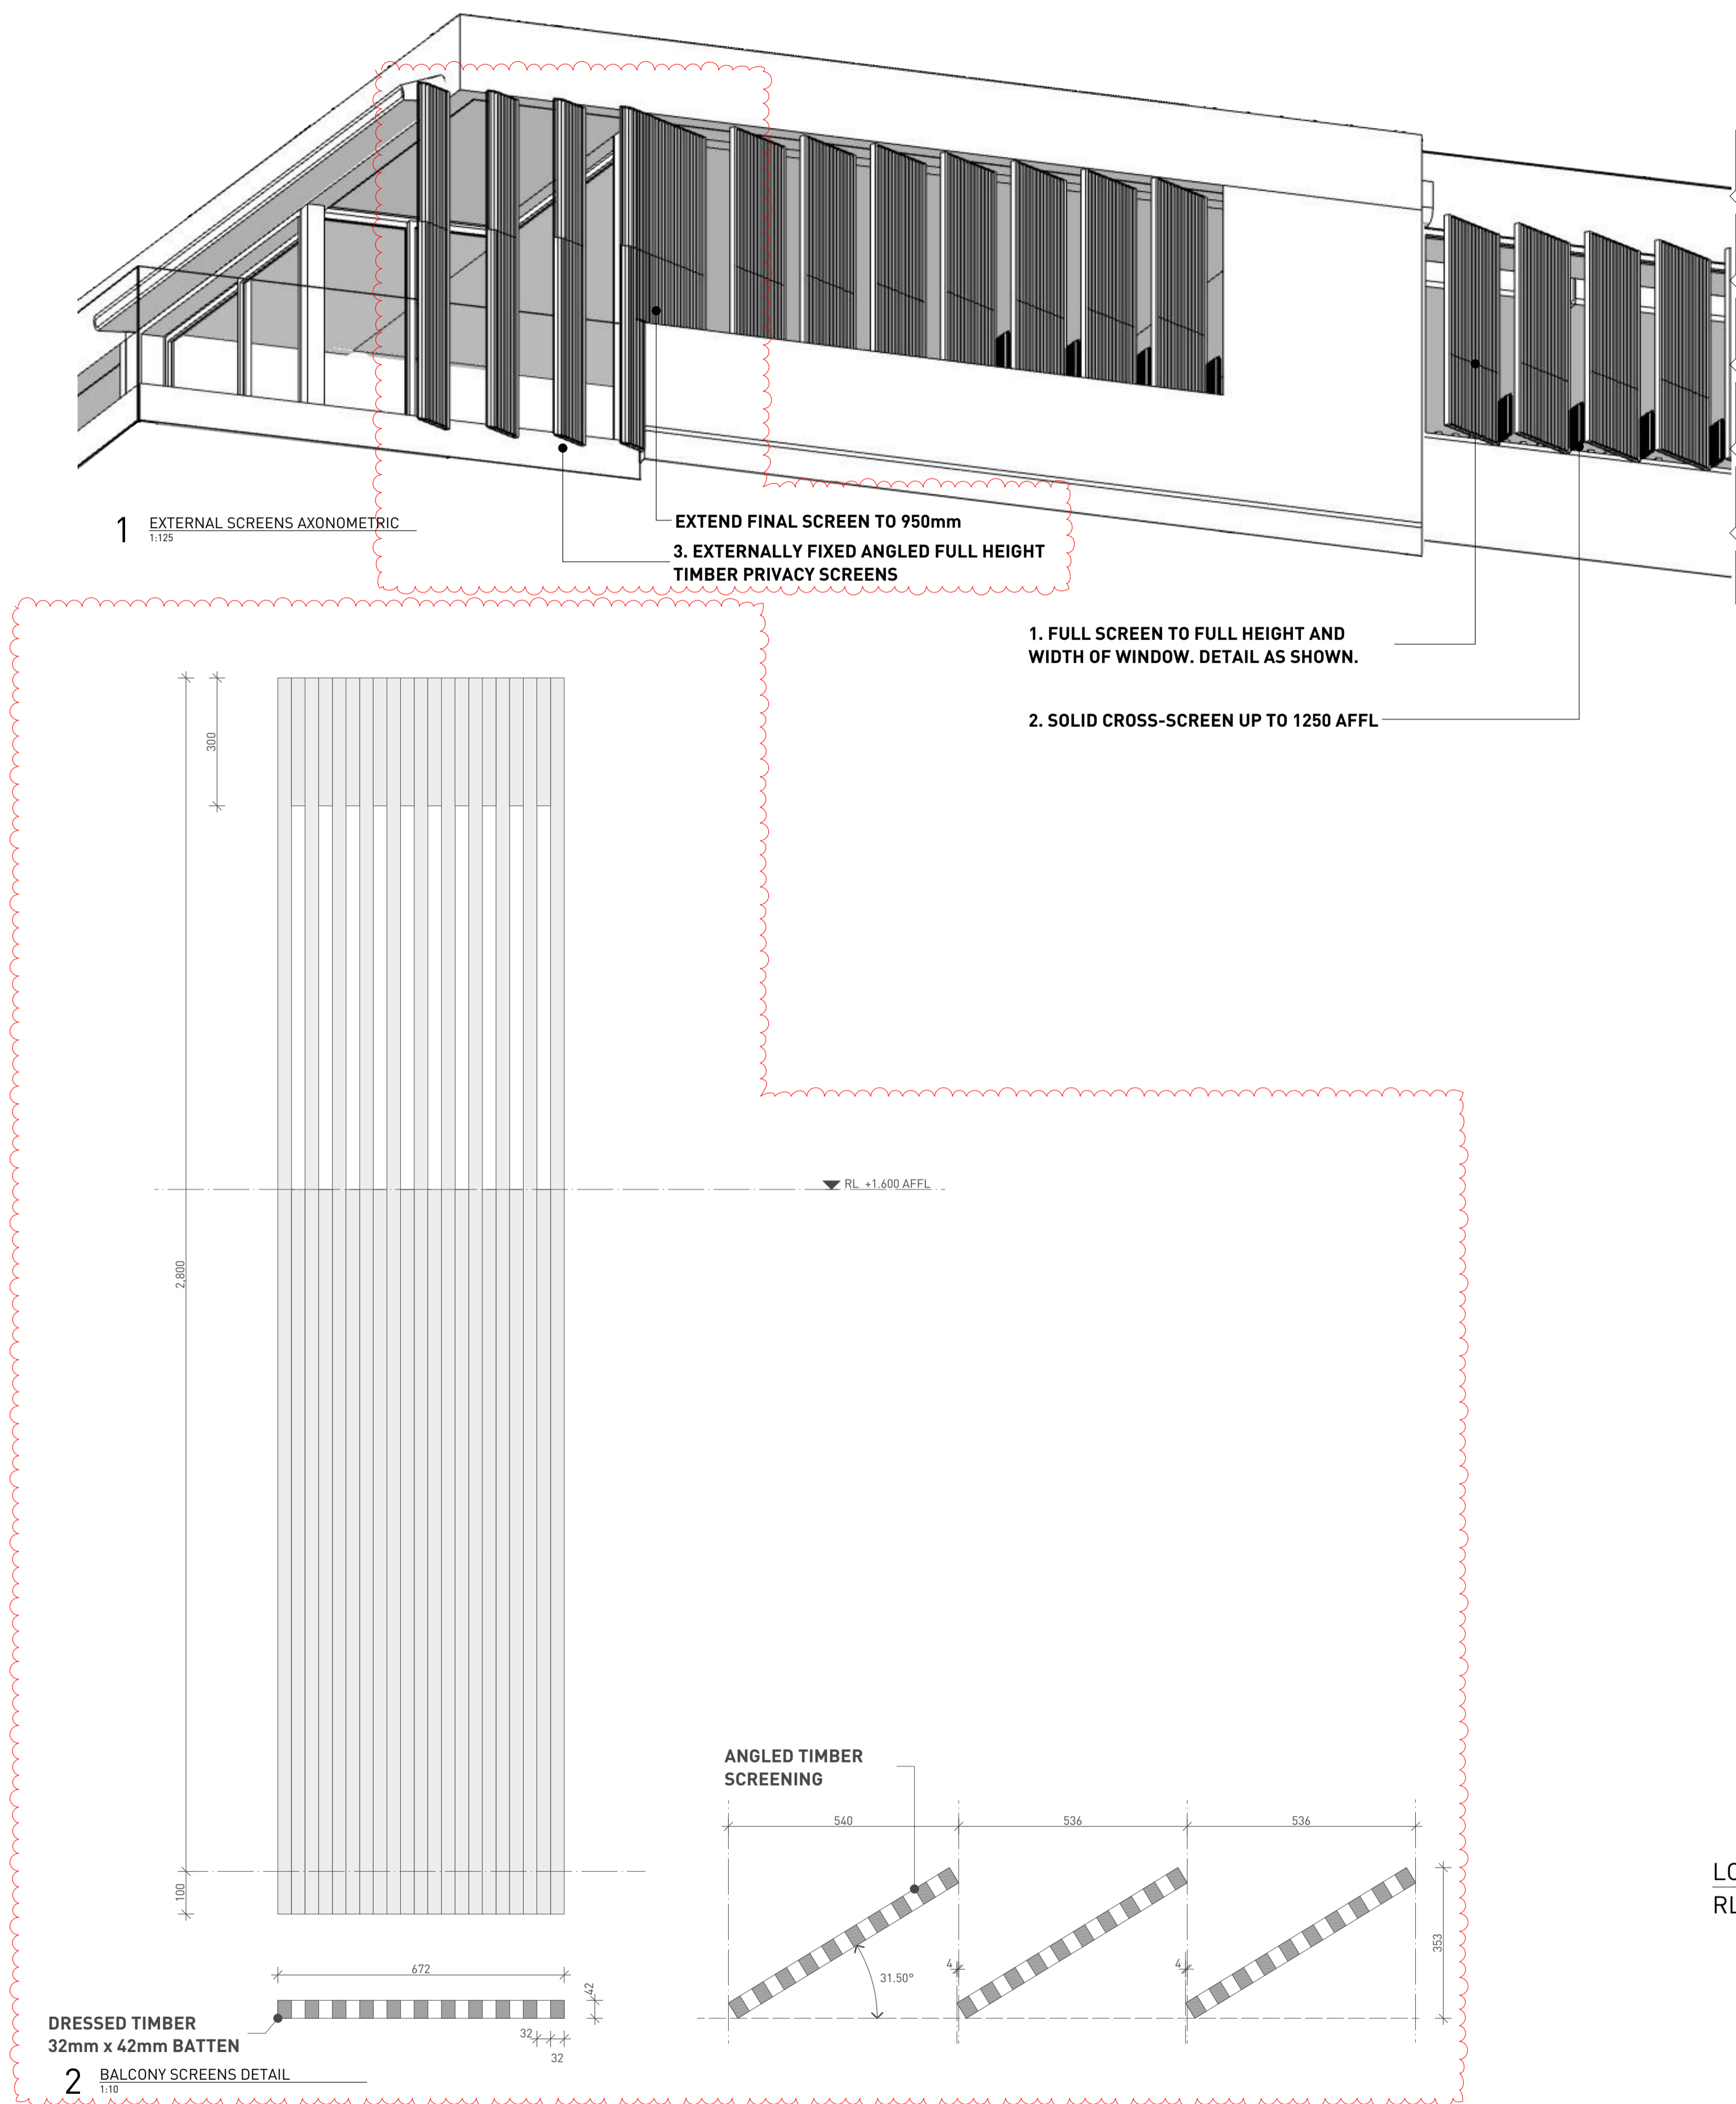 1 EXTERNAL SCREENS AXONOMETRIC
1:125
EXTEND FINAL SCREEN TO 950mm
3. EXTERNALLY FIXED ANGLED FULL HEIGHT
TIMBER PRIVACY SCREENS
1. FULL SCREEN TO FULL HEIGHT AND
WIDTH OF WINDOW. DETAIL AS SHOWN.
2. SOLID CROSS-SCREEN UP TO 1250 AFFL
300
RL +1.600 AFFL
2,800
100
ANGLED TIMBER
SCREENING
540 536 536
353
4 4
31.50°
672
42
32
32
DRESSED TIMBER
32mm x 42mm BATTEN
2 BALCONY SCREENS DETAIL
1:10